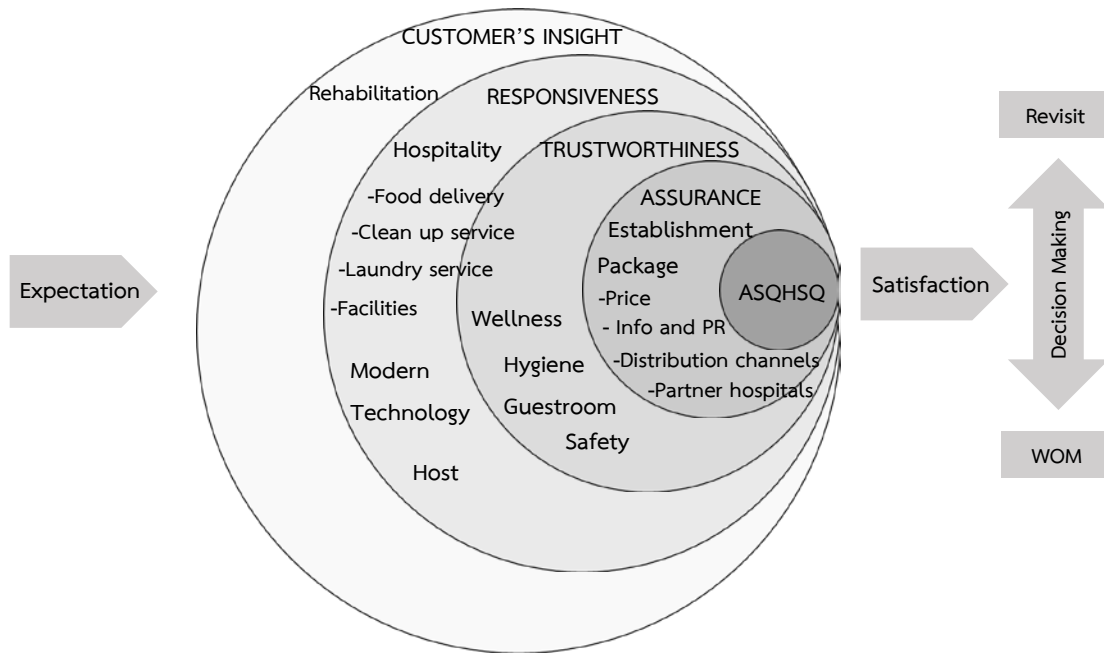 CUSTOMER'S INSIGHT
Rehabilitation
RESPONSIVENESS
Hospitality
-Food delivery
-Clean up service
-Laundry service
-Facilities
Modern
Technology
Host
TRUSTWORTHINESS
Wellness
Hygiene
Guestroom
Safety
ASSURANCE
Establishment
Package
-Price
- Info and PR
-Distribution channels
-Partner hospitals
ASQHSQ
Expectation
Satisfaction
Revisit
Decision Making
WOM